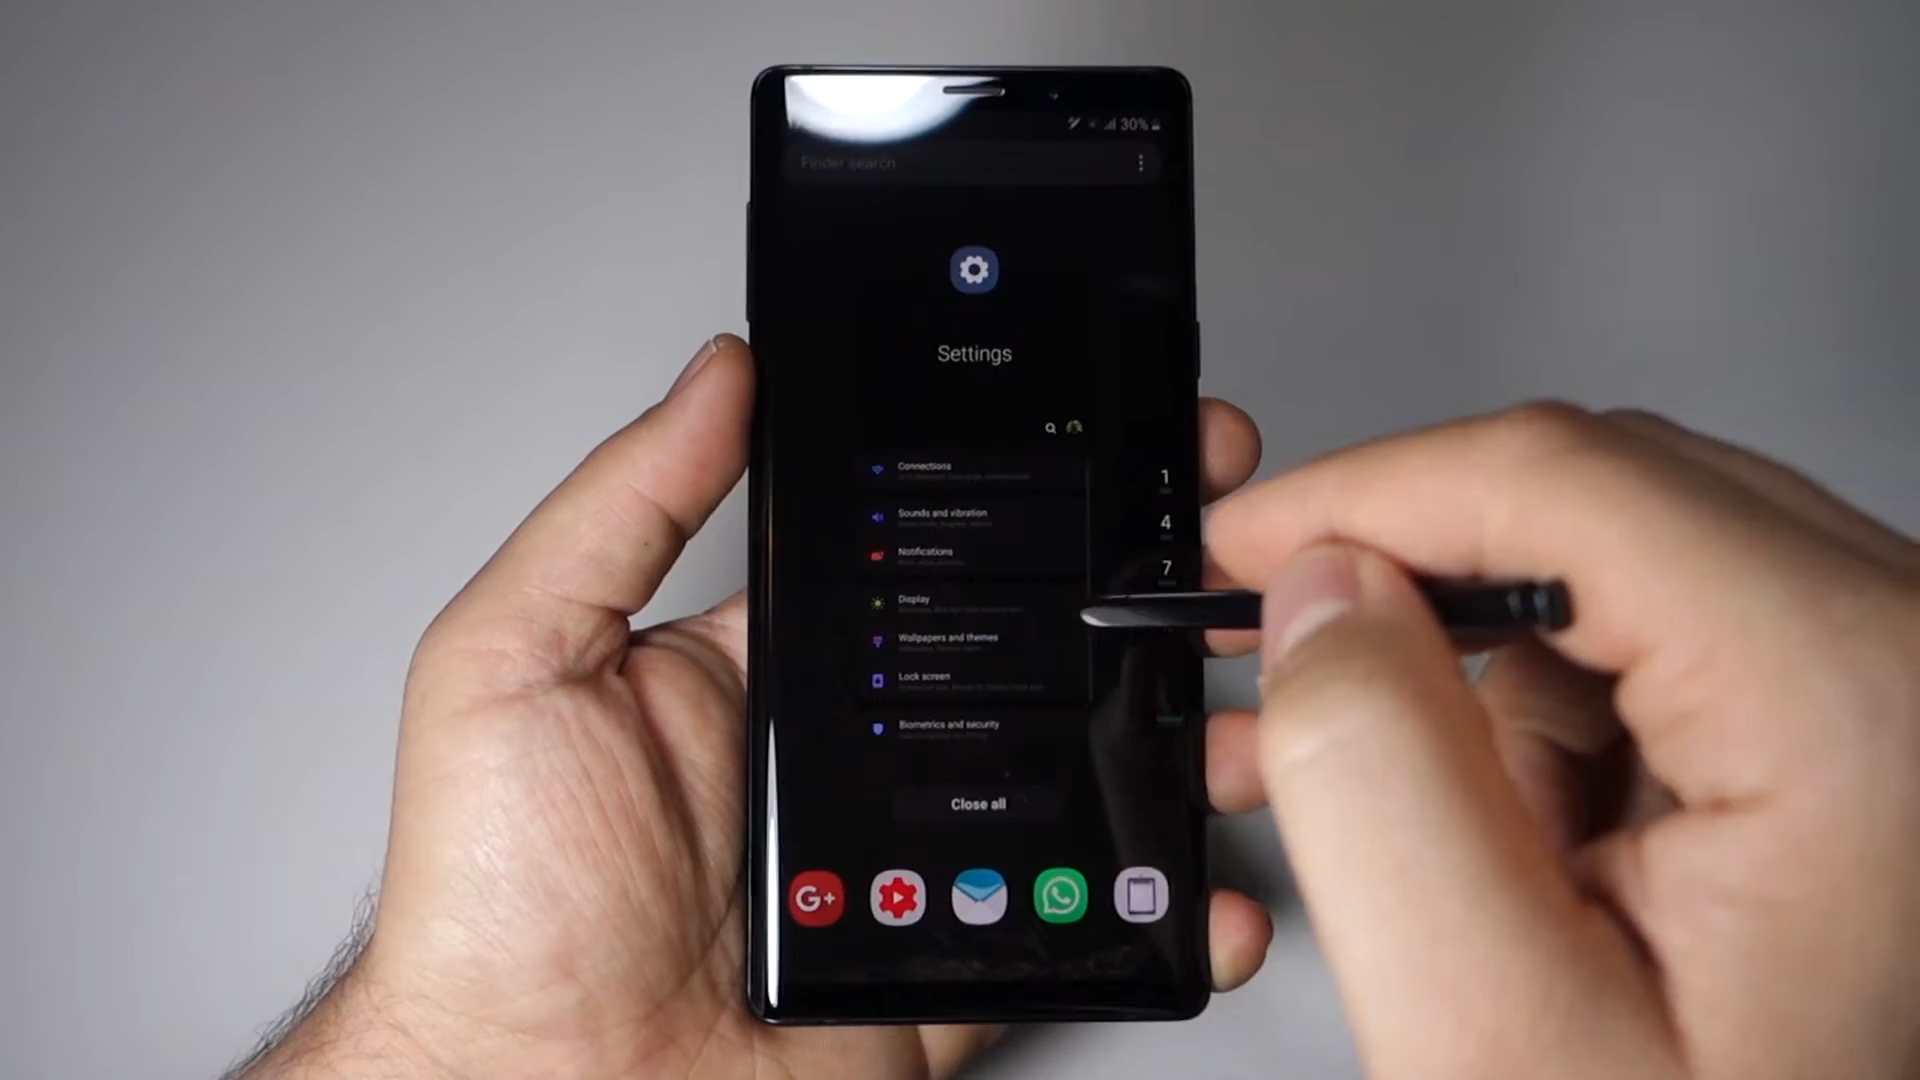 30%
Finder search
Settings
Connections
Sounds and vibration
Notifications
Display
Wallpapers and themes
Lock screen
Biometrics and security
1
4
7
Close all
G+